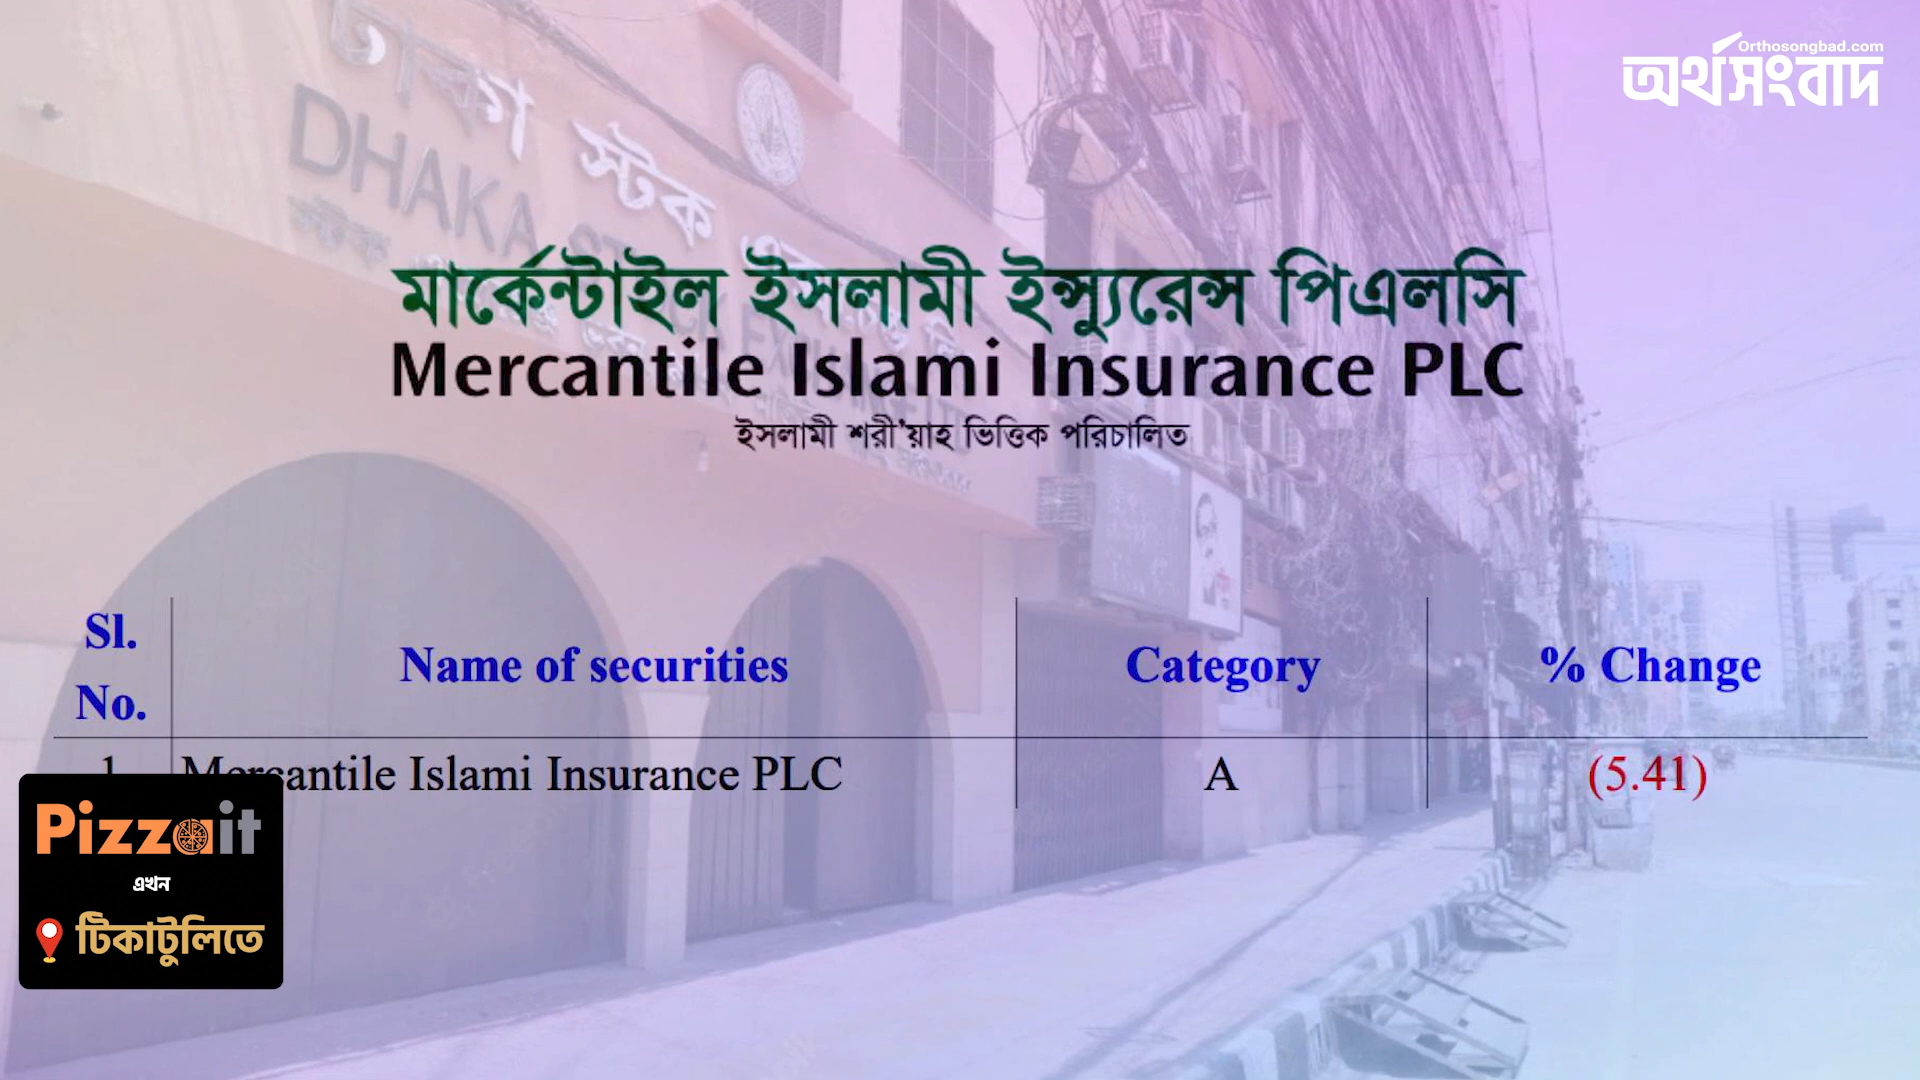 Orthosongbad.com
অর্থসংবাদ
ঢাকা স্টক
DHAKA
মার্কেন্টাইল ইসলামী ইন্স্যুরেন্স পিএলসি
Mercantile Islami Insurance PLC
ইসলামী শরী'য়াহ ভিত্তিক পরিচালিত
Sl. No. Name of securities Category % Change
1 Mercantile Islami Insurance PLC A (5.41)
Pizzait
এখন
টিকাটুলিতে